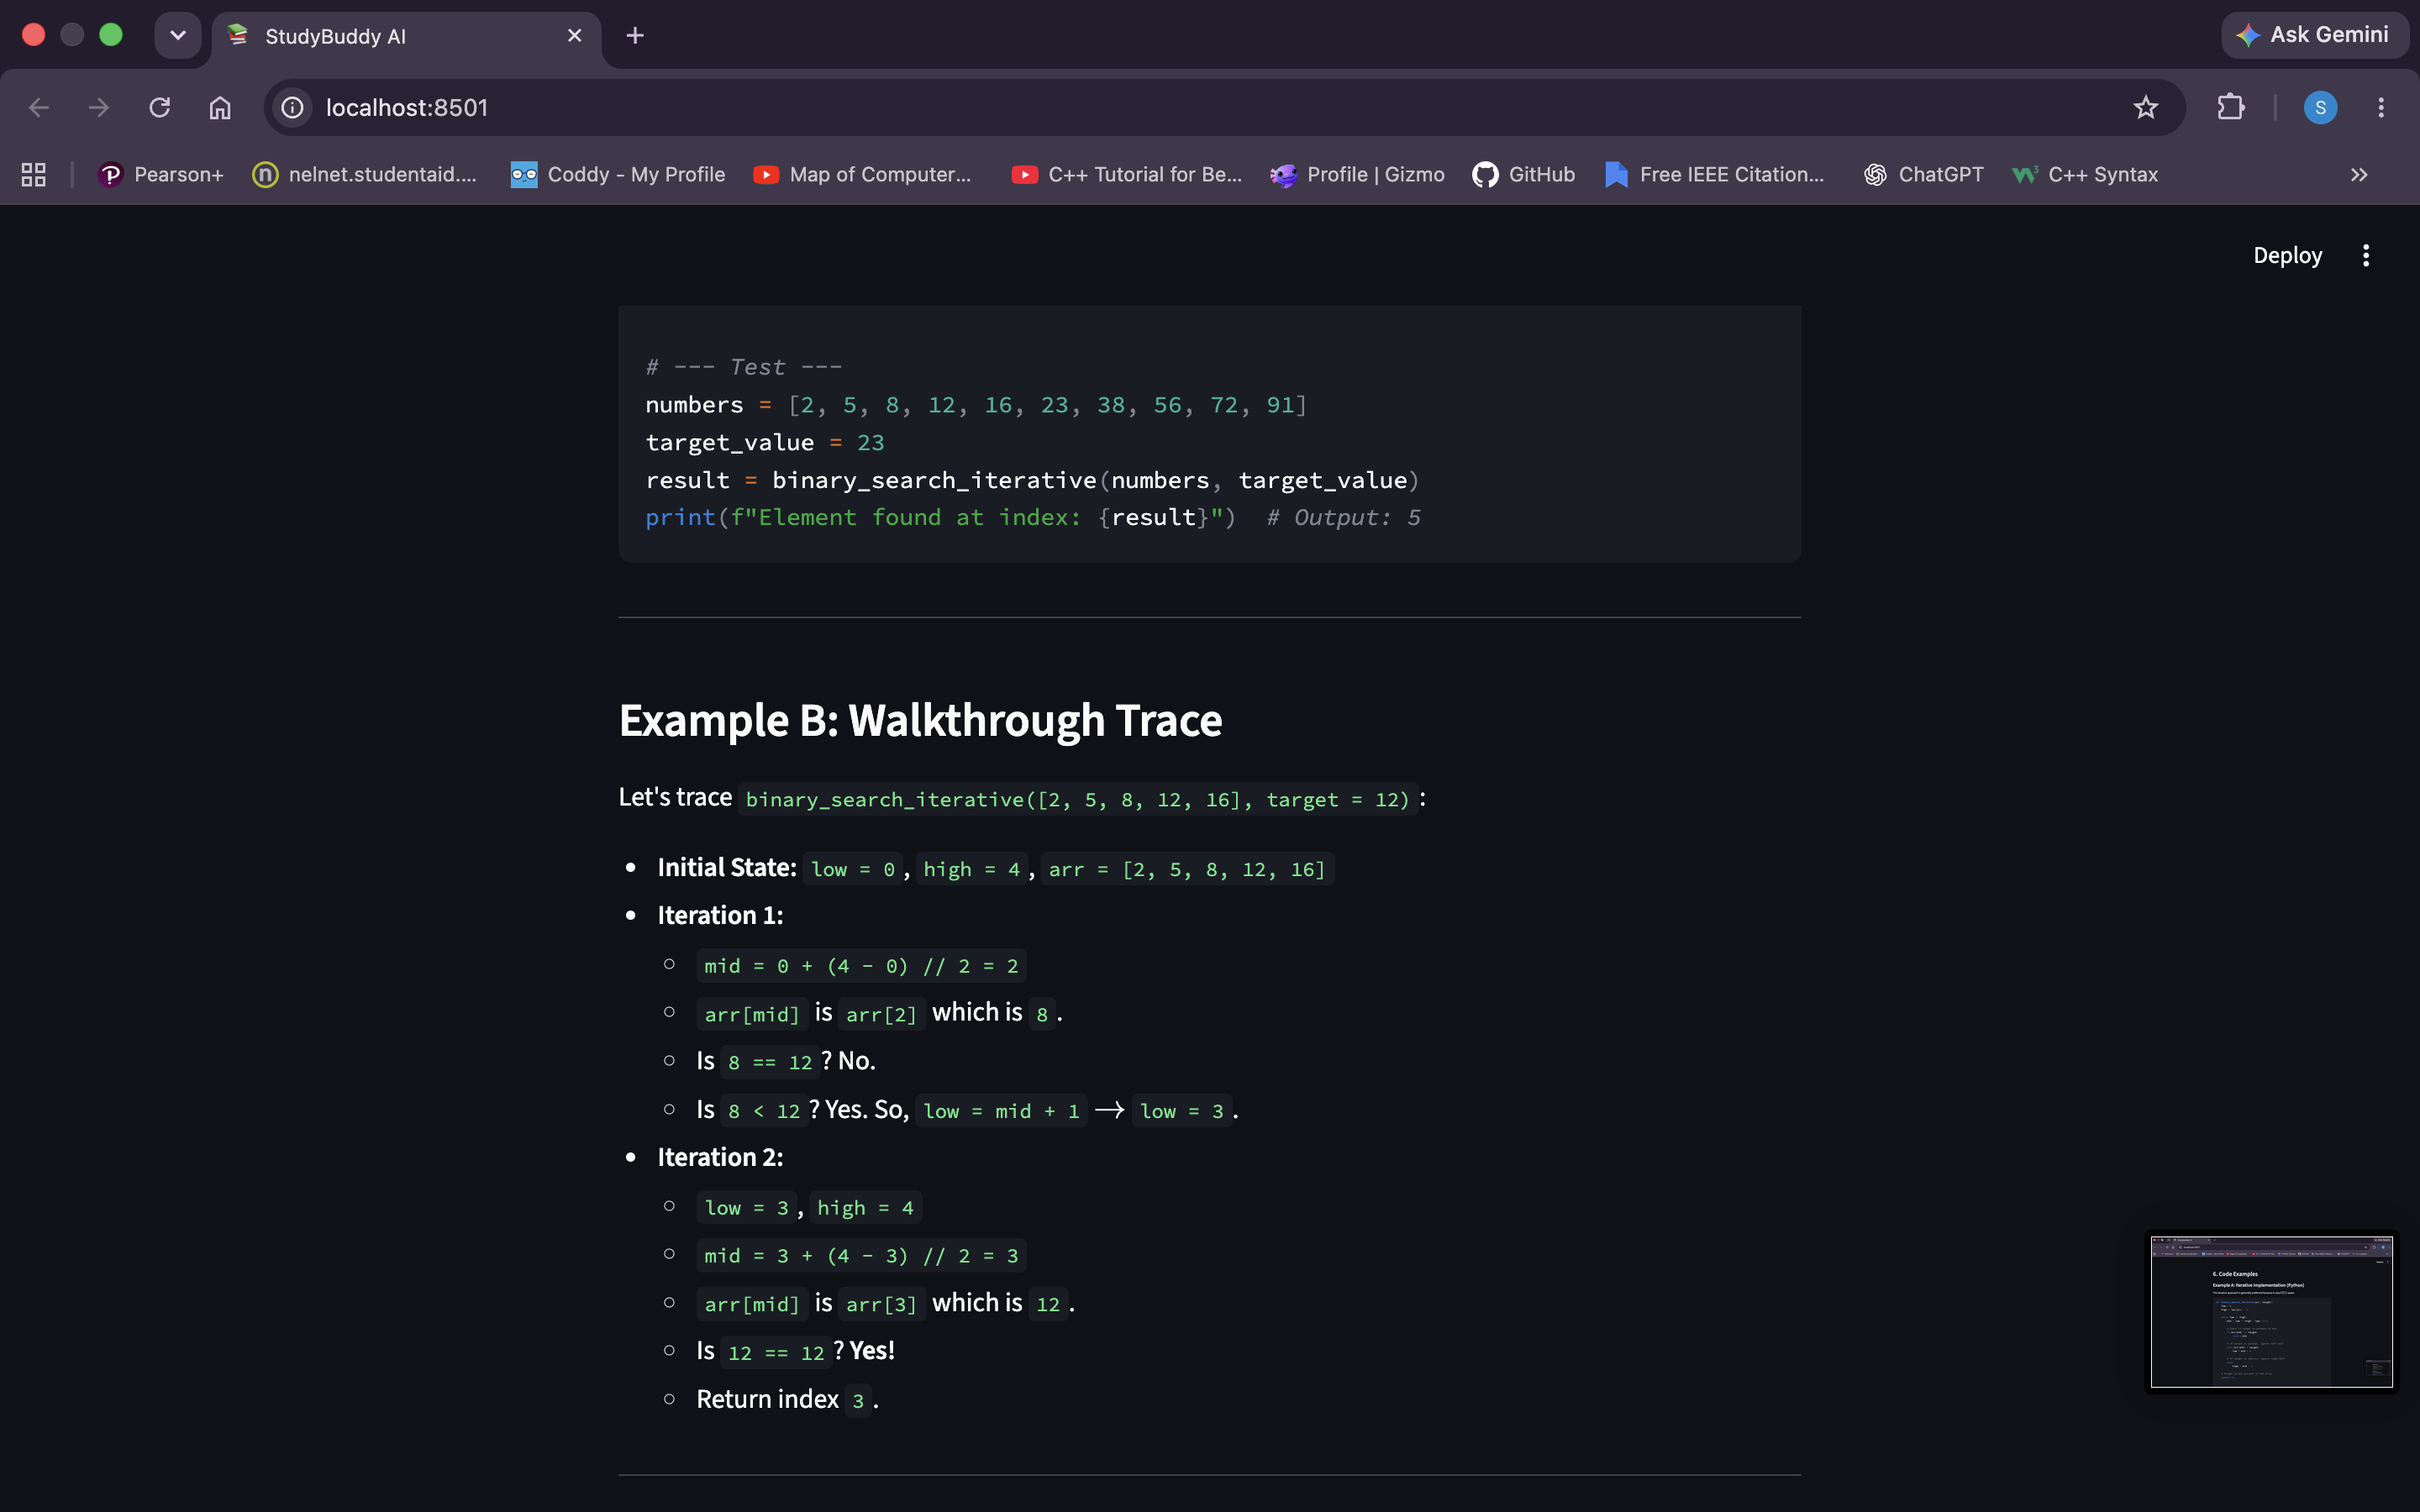 StudyBuddy AI
Ask Gemini
localhost:8501
S
Pearson+
nelnet.studentaid....
Coddy - My Profile
Map of Computer...
C++ Tutorial for Be...
Profile | Gizmo
GitHub
Free IEEE Citation...
ChatGPT
C++ Syntax
Deploy
# --- Test ---
numbers = [2, 5, 8, 12, 16, 23, 38, 56, 72, 91]
target_value = 23
result = binary_search_iterative(numbers, target_value)
print(f"Element found at index: {result}")  # Output: 5
Example B: Walkthrough Trace
Let's trace binary_search_iterative([2, 5, 8, 12, 16], target = 12) :
• Initial State: low = 0 , high = 4 , arr = [2, 5, 8, 12, 16]
• Iteration 1:
○ mid = 0 + (4 - 0) // 2 = 2
○ arr[mid] is arr[2] which is 8 .
○ Is 8 == 12 ? No.
○ Is 8 < 12 ? Yes. So, low = mid + 1 → low = 3 .
• Iteration 2:
○ low = 3 , high = 4
○ mid = 3 + (4 - 3) // 2 = 3
○ arr[mid] is arr[3] which is 12 .
○ Is 12 == 12 ? Yes!
○ Return index 3 .
6. Code Examples
Example A: Iterative Implementation (Python)